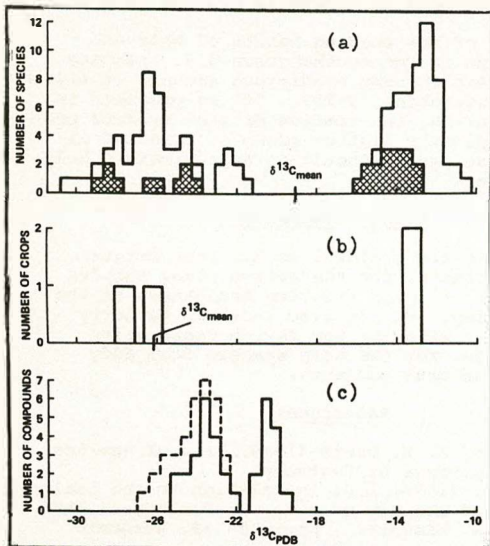 (a)
NUMBER OF SPECIES
12
10
8
6
4
2
0
δ¹³Cmean
(b)
NUMBER OF CROPS
2
1
0
δ¹³Cmean
(c)
NUMBER OF COMPOUNDS
7
6
5
4
3
2
1
0
-30
-26
-22
-18
-14
-10
δ¹³CPDB